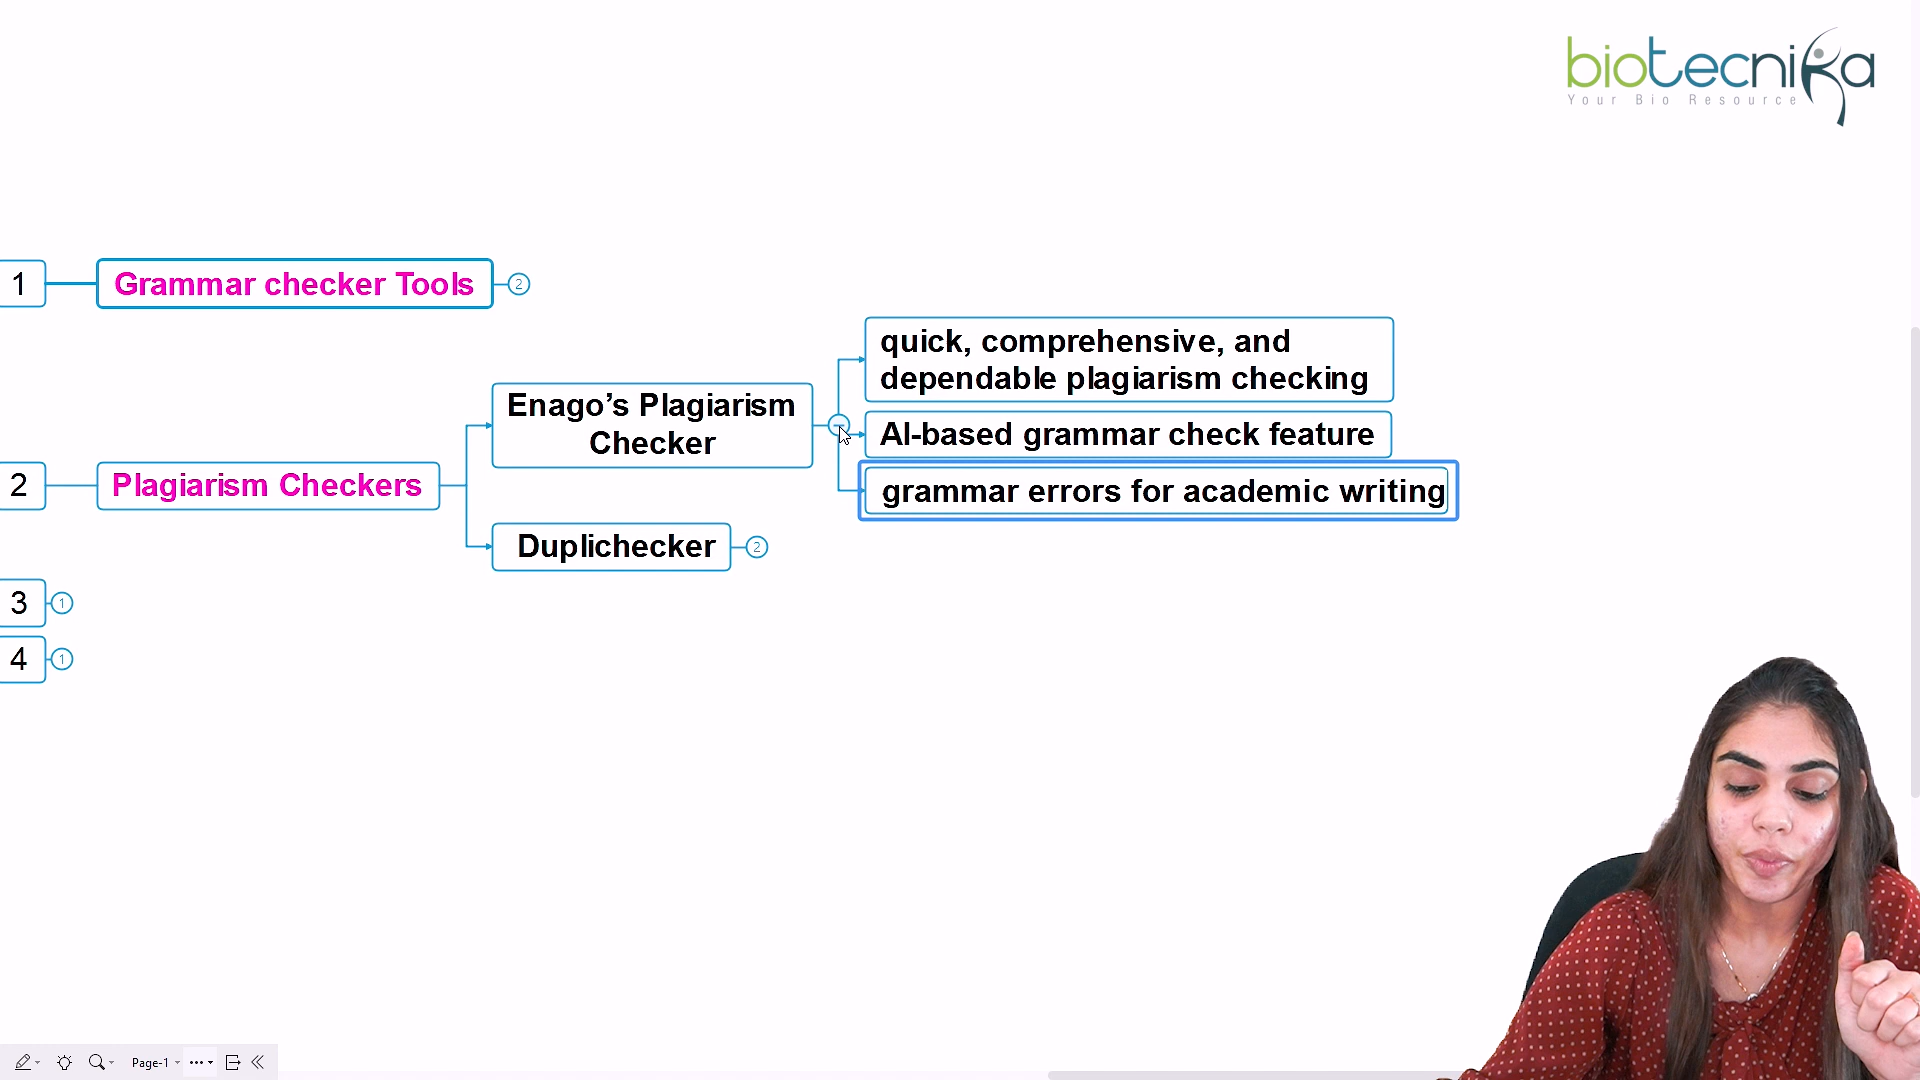 biotecnika
Your Bio Resource
1
Grammar checker Tools
2
quick, comprehensive, and
dependable plagiarism checking
Enago’s Plagiarism
Checker
AI-based grammar check feature
2
Plagiarism Checkers
grammar errors for academic writing
Duplichecker
2
3
1
4
1
Page-1